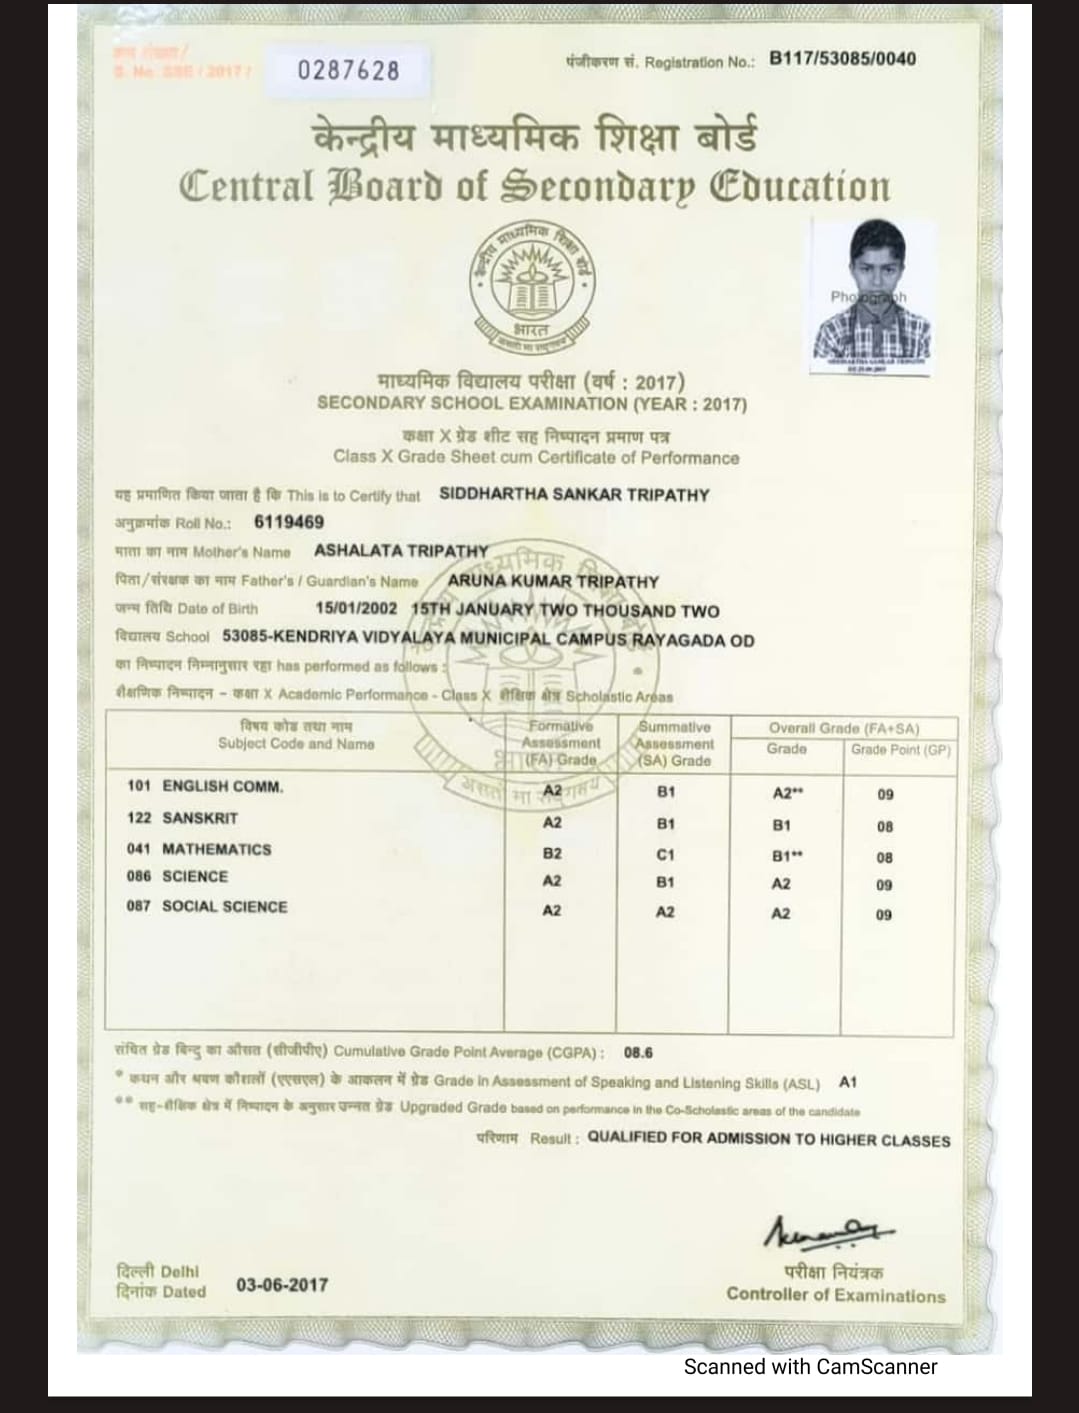 क्रम संख्या/
S. No. SSE / 2017 /
0287628
पंजीकरण सं. Registration No.: B117/53085/0040
केन्द्रीय माध्यमिक शिक्षा बोर्ड
Central Board of Secondary Education
केन्द्रीय माध्यमिक शिक्षा बोर्ड
भारत
असतो मा सद्गमय
Photograph
SIDDHARTHA SANKAR TRIPATHY
माध्यमिक विद्यालय परीक्षा (वर्ष : 2017)
SECONDARY SCHOOL EXAMINATION (YEAR : 2017)
कक्षा X ग्रेड शीट सह निष्पादन प्रमाण पत्र
Class X Grade Sheet cum Certificate of Performance
यह प्रमाणित किया जाता है कि This is to Certify that SIDDHARTHA SANKAR TRIPATHY
अनुक्रमांक Roll No.: 6119469
माता का नाम Mother's Name ASHALATA TRIPATHY
पिता/संरक्षक का नाम Father's / Guardian's Name ARUNA KUMAR TRIPATHY
जन्म तिथि Date of Birth 15/01/2002 15TH JANUARY TWO THOUSAND TWO
विद्यालय School 53085-KENDRIYA VIDYALAYA MUNICIPAL CAMPUS RAYAGADA OD
का निष्पादन निम्नानुसार रहा has performed as follows :
शैक्षणिक निष्पादन - कक्षा X Academic Performance - Class X शैक्षिक क्षेत्र Scholastic Areas
विषय कोड तथा नाम
Subject Code and Name
Formative Assessment (FA) Grade
Summative Assessment (SA) Grade
Overall Grade (FA+SA)
Grade Grade Point (GP)
101 ENGLISH COMM. A2 B1 A2** 09
122 SANSKRIT A2 B1 B1 08
041 MATHEMATICS B2 C1 B1** 08
086 SCIENCE A2 B1 A2 09
087 SOCIAL SCIENCE A2 A2 A2 09
संचित ग्रेड बिन्दु का औसत (सीजीपीए) Cumulative Grade Point Average (CGPA) : 08.6
* कथन और श्रवण कौशलों (एएसएल) के आकलन में ग्रेड Grade in Assessment of Speaking and Listening Skills (ASL) A1
** सह-शैक्षिक क्षेत्र में निष्पादन के अनुसार उन्नत ग्रेड Upgraded Grade based on performance in the Co-Scholastic areas of the candidate
परिणाम Result : QUALIFIED FOR ADMISSION TO HIGHER CLASSES
दिल्ली Delhi
दिनांक Dated 03-06-2017
परीक्षा नियंत्रक
Controller of Examinations
Scanned with CamScanner